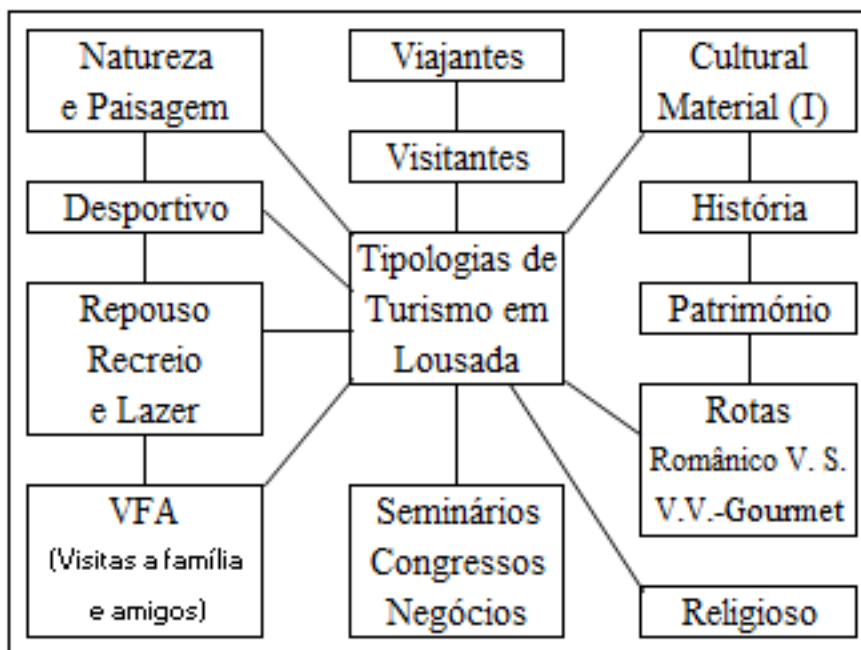 Natureza
e Paisagem
Desportivo
Repouso
Recreio
e Lazer
VFA
(Visitas a família
e amigos)
Viajantes
Visitantes
Tipologias de
Turismo em
Lousada
Seminários
Congressos
Negócios
Cultural
Material (I)
História
Património
Rotas
Românico V. S.
V.V.-Gourmet
Religioso